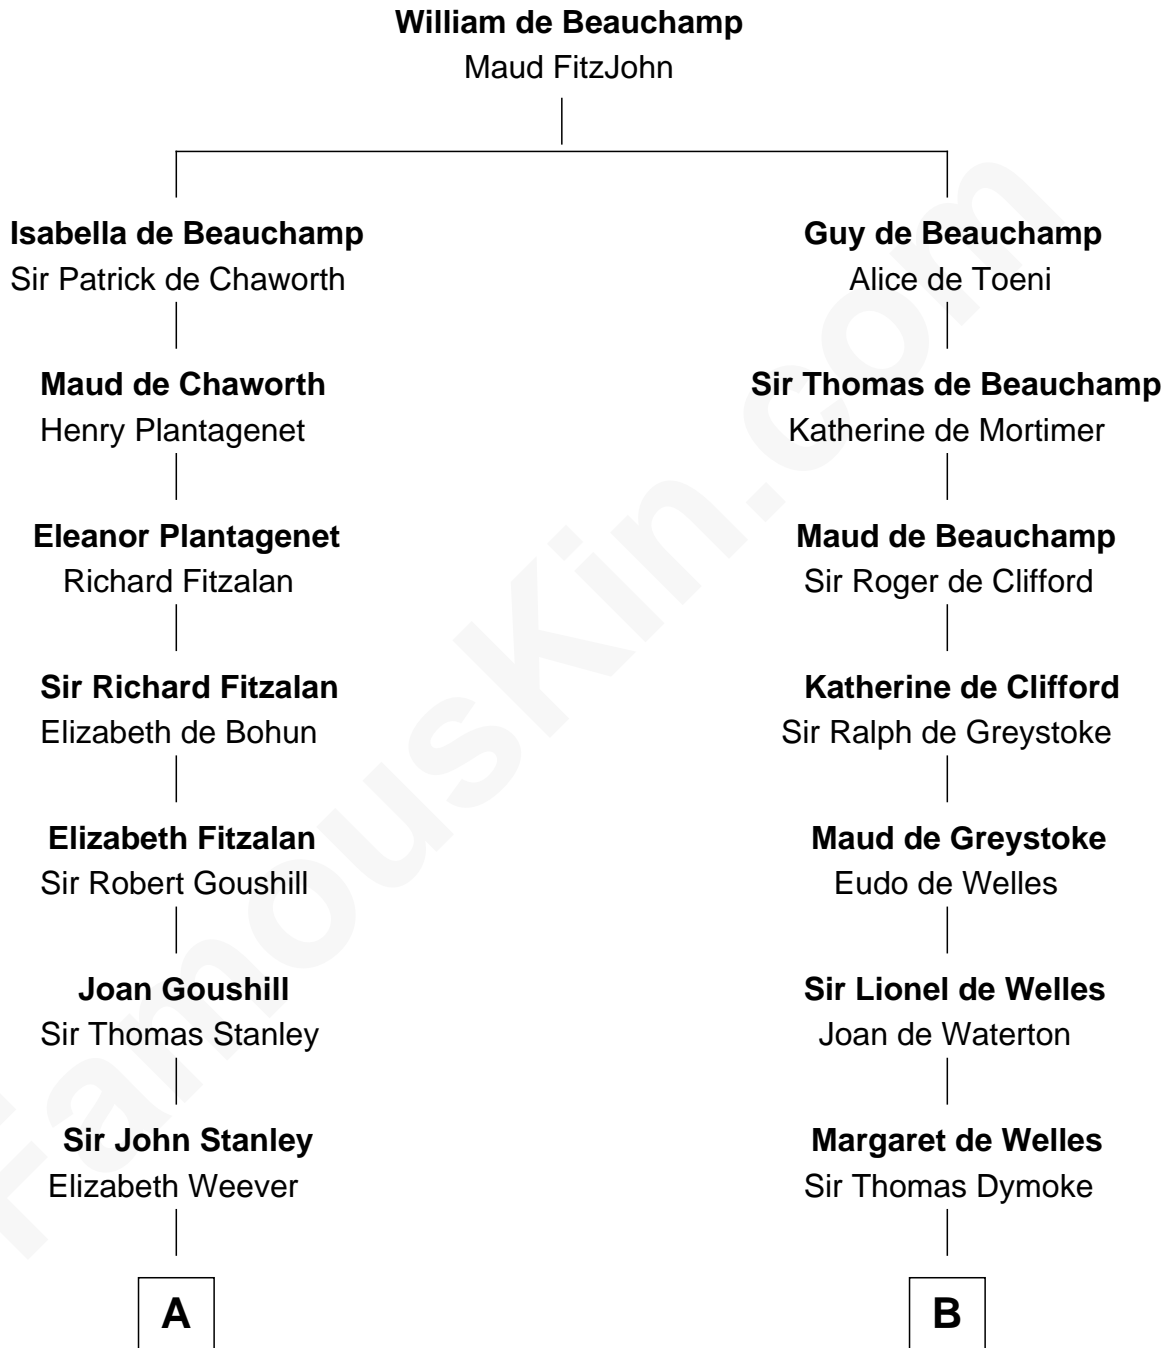 William de Beauchamp
Maud FitzJohn
Isabella de Beauchamp
Sir Patrick de Chaworth
Guy de Beauchamp
Alice de Toeni
Maud de Chaworth
Henry Plantagenet
Sir Thomas de Beauchamp
Katherine de Mortimer
Eleanor Plantagenet
Richard Fitzalan
Maud de Beauchamp
Sir Roger de Clifford
Sir Richard Fitzalan
Elizabeth de Bohun
Katherine de Clifford
Sir Ralph de Greystoke
Elizabeth Fitzalan
Sir Robert Goushill
Maud de Greystoke
Eudo de Welles
Joan Goushill
Sir Thomas Stanley
Sir Lionel de Welles
Joan de Waterton
Sir John Stanley
Elizabeth Weever
Margaret de Welles
Sir Thomas Dymoke
A
B
FamousKin.com